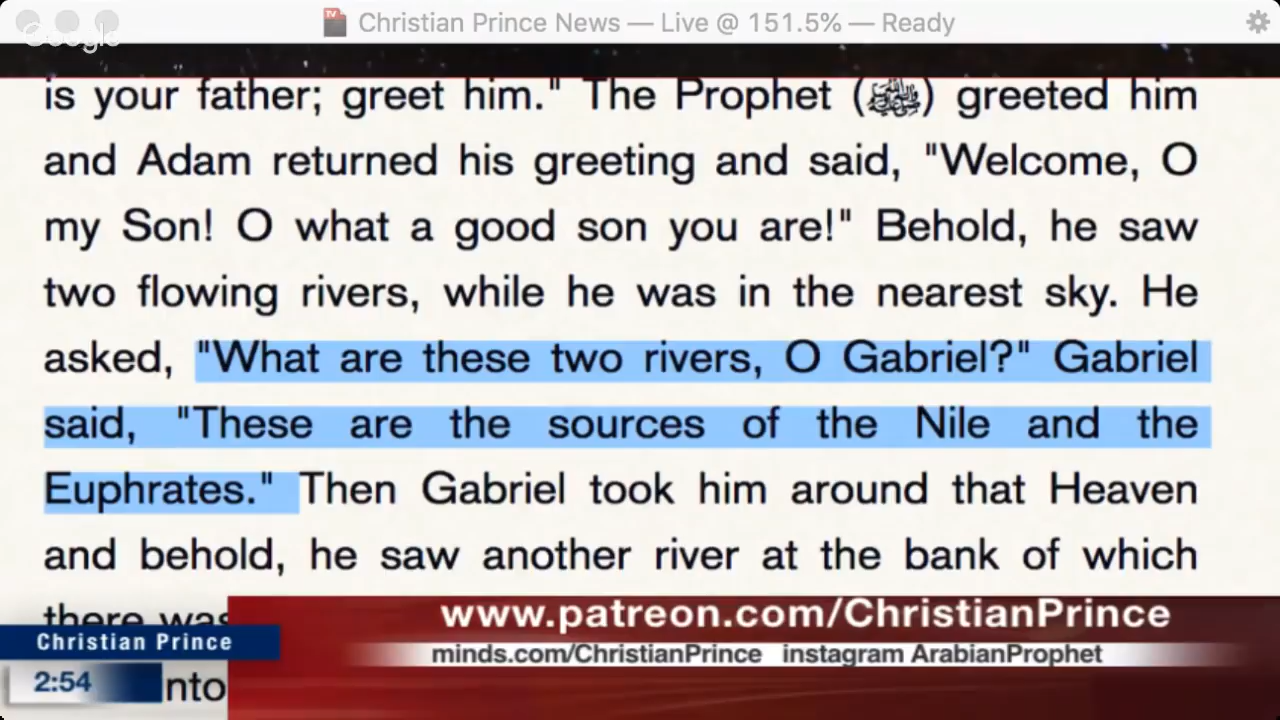 Christian Prince News — Live @ 151.5% — Ready
Google
is your father; greet him." The Prophet (ﷺ) greeted him
and Adam returned his greeting and said, "Welcome, O
my Son! O what a good son you are!" Behold, he saw
two flowing rivers, while he was in the nearest sky. He
asked, "What are these two rivers, O Gabriel?" Gabriel
said, "These are the sources of the Nile and the
Euphrates." Then Gabriel took him around that Heaven
and behold, he saw another river at the bank of which
there was
nto
www.patreon.com/ChristianPrince
Christian Prince
minds.com/ChristianPrince instagram ArabianProphet
2:54